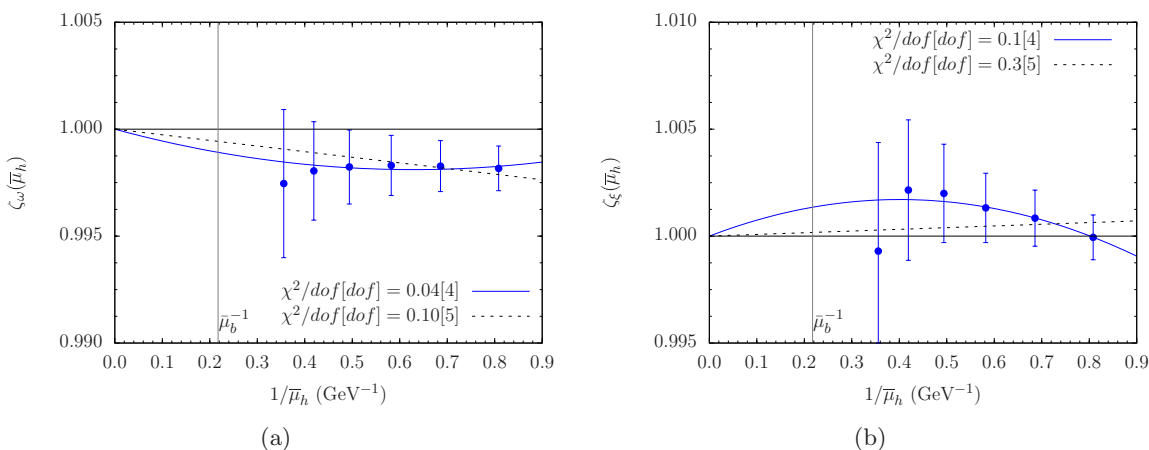 1.005
1.000
0.995
0.990
ζω(μ̅h)
χ²/dof[dof] = 0.04[4]
χ²/dof[dof] = 0.10[5]
μ̄b⁻¹
0.0 0.1 0.2 0.3 0.4 0.5 0.6 0.7 0.8 0.9
1/μ̅h (GeV⁻¹)
(a)
1.010
1.005
1.000
0.995
ζξ(μ̅h)
χ²/dof[dof] = 0.1[4]
χ²/dof[dof] = 0.3[5]
μ̄b⁻¹
0.0 0.1 0.2 0.3 0.4 0.5 0.6 0.7 0.8 0.9
1/μ̅h (GeV⁻¹)
(b)